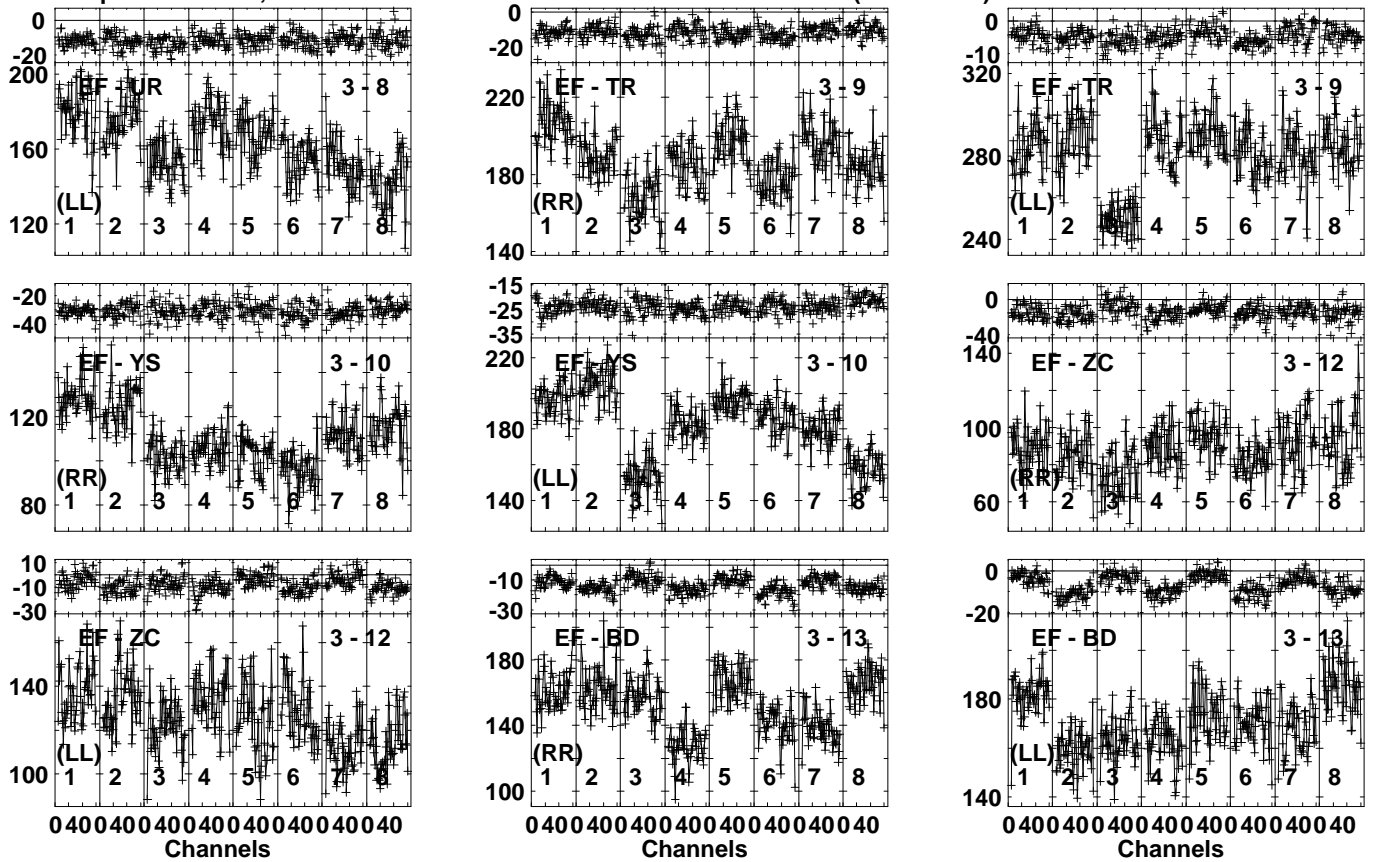 0
-20
200
160
120
EF - UR
3 - 8
(LL)
1 2 3 4 5 6 7 8
0
-20
220
180
140
EF - TR
3 - 9
(RR)
1 2 3 4 5 6 7 8
0
-10
320
280
240
EF - TR
3 - 9
(LL)
1 2 3 4 5 6 7 8
-20
-40
120
80
EF - YS
3 - 10
(RR)
1 2 3 4 5 6 7 8
-15
-25
-35
220
180
140
EF - YS
3 - 10
(LL)
1 2 3 4 5 6 7 8
0
-40
140
100
60
EF - ZC
3 - 12
(RR)
1 2 3 4 5 6 7 8
10
-10
-30
140
100
EF - ZC
3 - 12
(LL)
1 2 3 4 5 6 7 8
0 40 0 40 0 40 0 40 0 40 0 40 0 40 0 40
Channels
-10
-30
180
140
100
EF - BD
3 - 13
(RR)
1 2 3 4 5 6 7 8
0 40 0 40 0 40 0 40 0 40 0 40 0 40 0 40
Channels
0
-20
180
140
EF - BD
3 - 13
(LL)
1 2 3 4 5 6 7 8
0 40 0 40 0 40 0 40 0 40 0 40 0 40 0 40
Channels